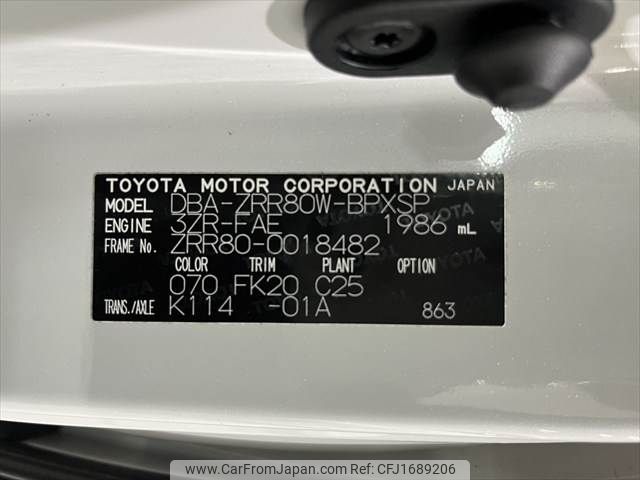 TOYOTA MOTOR CORPORATION JAPAN
MODEL DBA-ZRR80W-BPXSP
ENGINE 3ZR-FAE 1986 mL
FRAME No. ZRR80-0018482
COLOR TRIM PLANT OPTION
070 FK20 C25
TRANS./AXLE K114 -01A 863
www.CarFromJapan.com - ID:CFJ1689206